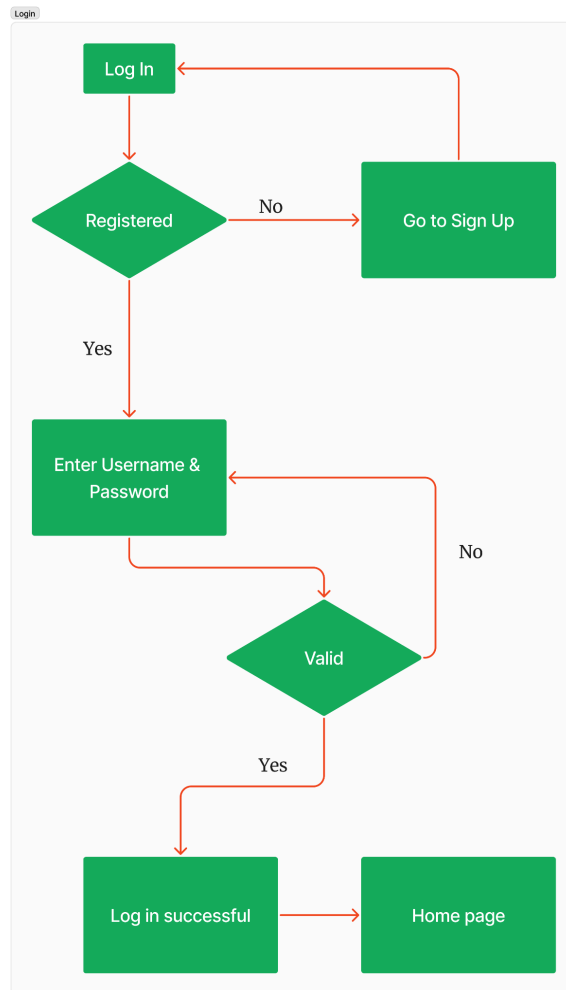 Login
Log In
Registered
No
Go to Sign Up
Yes
Enter Username &
Password
No
Valid
Yes
Log in successful
Home page